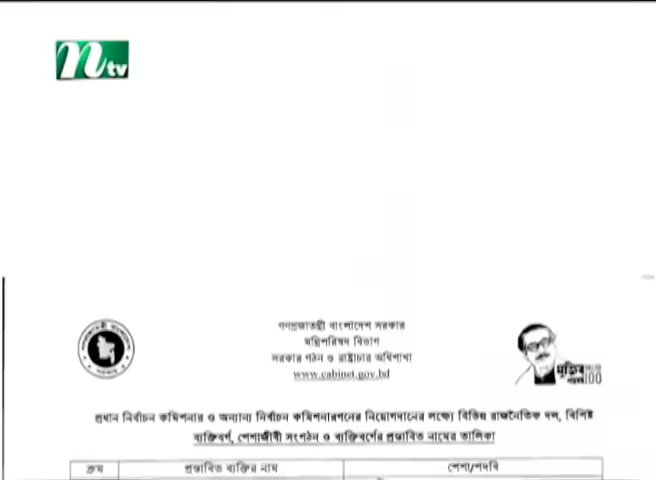 ntv
গণপ্রজাতন্ত্রী বাংলাদেশ সরকার
মন্ত্রিপরিষদ বিভাগ
সরকার গঠন ও রাষ্ট্রাচার অধিশাখা
www.cabinet.gov.bd
মুজিব
100
প্রধান নির্বাচন কমিশনার ও অন্যান্য নির্বাচন কমিশনারগণের নিয়োগদানের লক্ষ্যে বিভিন্ন রাজনৈতিক দল, বিশিষ্ট
ব্যক্তিবর্গ, পেশাজীবী সংগঠন ও ব্যক্তিবর্গের প্রস্তাবিত নামের তালিকা
ক্রম প্রস্তাবিত ব্যক্তির নাম পেশা/পদবি